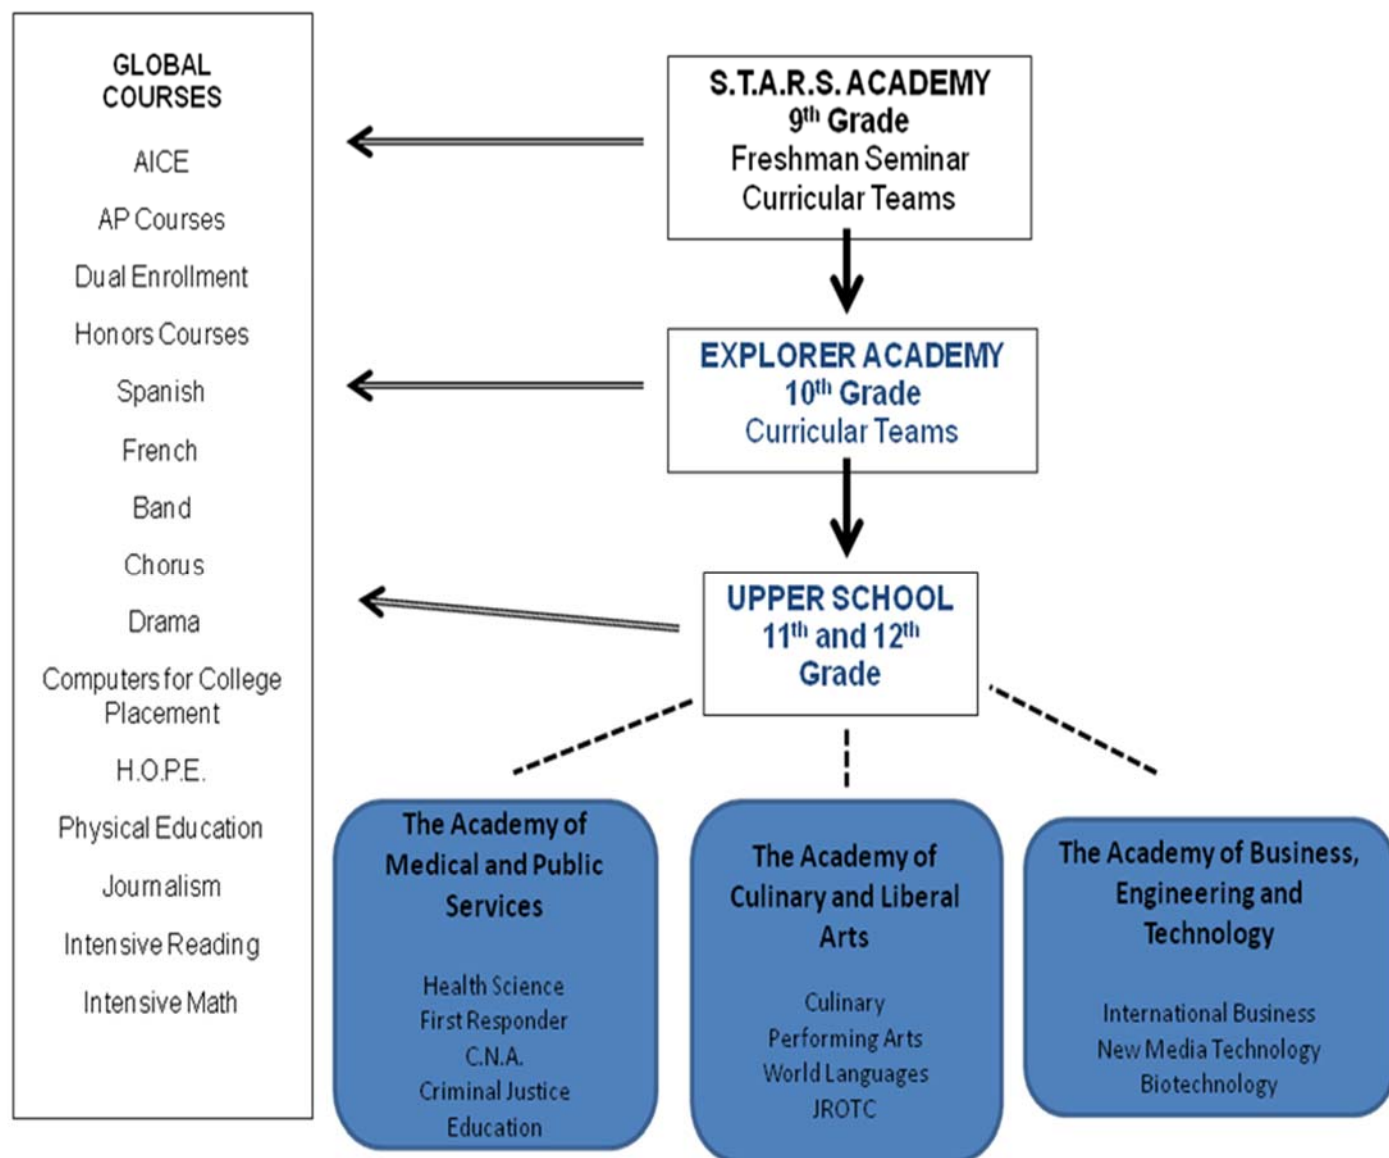 GLOBAL
COURSES
AICE
AP Courses
Dual Enrollment
Honors Courses
Spanish
French
Band
Chorus
Drama
Computers for College
Placement
H.O.P.E.
Physical Education
Journalism
Intensive Reading
Intensive Math
S.T.A.R.S. ACADEMY
9th Grade
Freshman Seminar
Curricular Teams
EXPLORER ACADEMY
10th Grade
Curricular Teams
UPPER SCHOOL
11th and 12th
Grade
The Academy of
Medical and Public
Services
Health Science
First Responder
C.N.A.
Criminal Justice
Education
The Academy of
Culinary and Liberal
Arts
Culinary
Performing Arts
World Languages
JROTC
The Academy of Business,
Engineering and
Technology
International Business
New Media Technology
Biotechnology